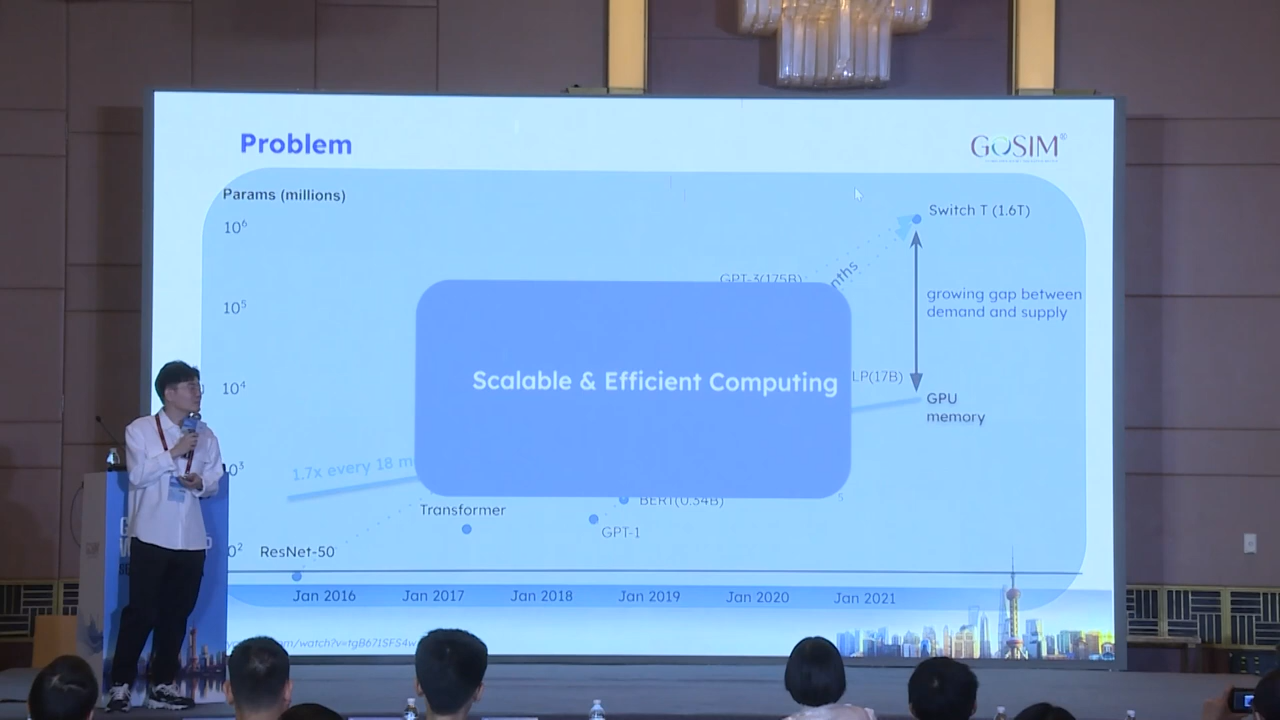 Problem
GOSIM
Params (millions)
10⁶
Switch T (1.6T)
GPT-3(175B)
nths
growing gap between
demand and supply
10⁵
Scalable & Efficient Computing
LP(17B)
10⁴
GPU
memory
1.7x every 18 m
BERT(0.34B)
Transformer
GPT-1
ResNet-50
Jan 2016
Jan 2017
Jan 2018
Jan 2019
Jan 2020
Jan 2021